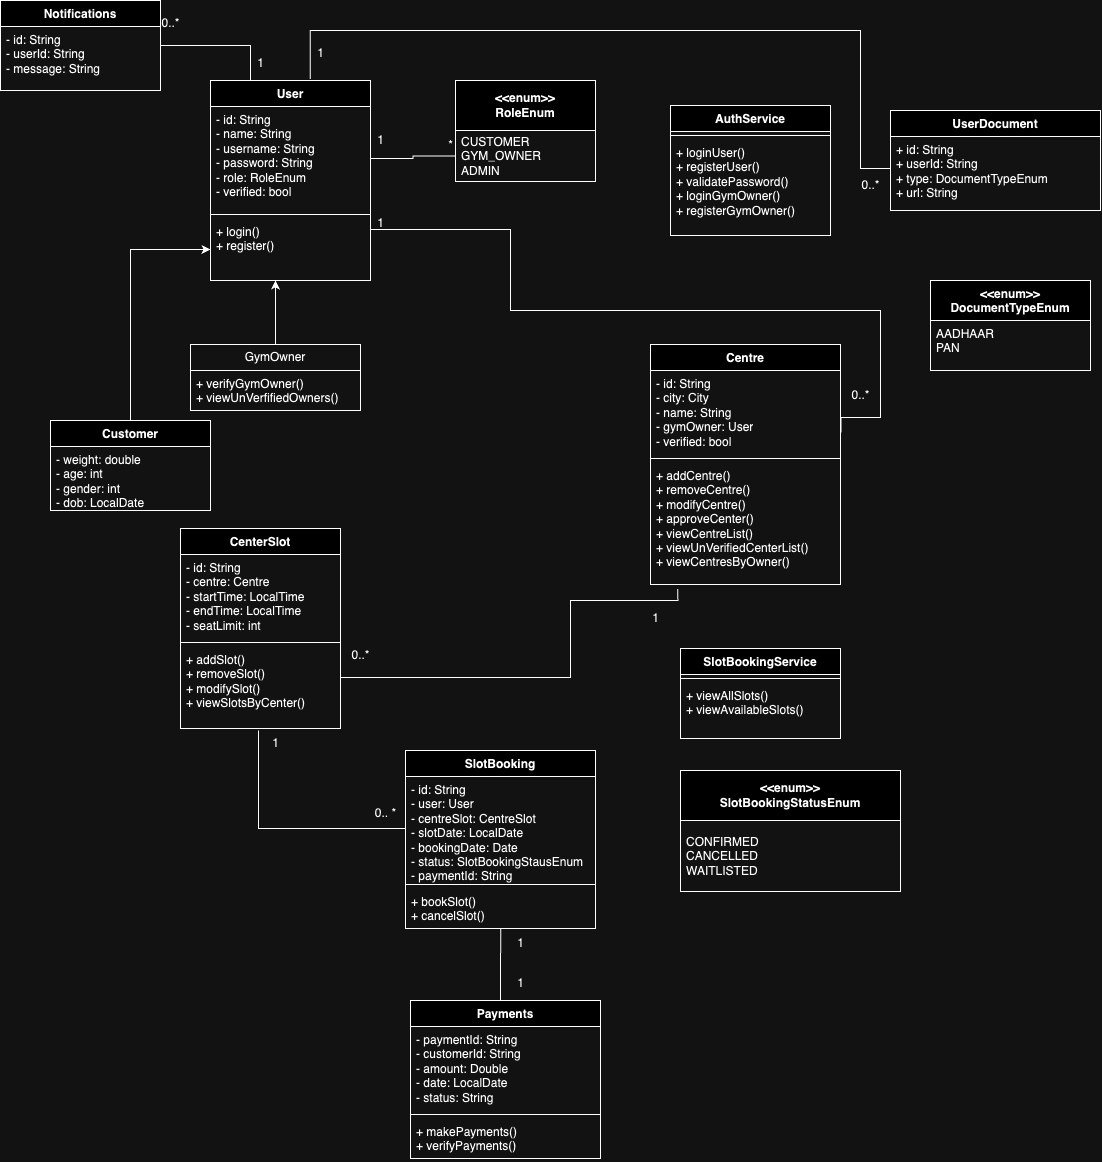 Notifications
- id: String
- userId: String
- message: String
0..*
1
1
User
- id: String
- name: String
- username: String
- password: String
- role: RoleEnum
- verified: bool
+ login()
+ register()
1
*
1
<<enum>>
RoleEnum
CUSTOMER
GYM_OWNER
ADMIN
AuthService
+ loginUser()
+ registerUser()
+ validatePassword()
+ loginGymOwner()
+ registerGymOwner()
UserDocument
+ id: String
+ userId: String
+ type: DocumentTypeEnum
+ url: String
0..*
<<enum>>
DocumentTypeEnum
AADHAAR
PAN
GymOwner
+ verifyGymOwner()
+ viewUnVerfifiedOwners()
Centre
- id: String
- city: City
- name: String
- gymOwner: User
- verified: bool
+ addCentre()
+ removeCentre()
+ modifyCentre()
+ approveCenter()
+ viewCentreList()
+ viewUnVerifiedCenterList()
+ viewCentresByOwner()
0..*
1
Customer
- weight: double
- age: int
- gender: int
- dob: LocalDate
CenterSlot
- id: String
- centre: Centre
- startTime: LocalTime
- endTime: LocalTime
- seatLimit: int
+ addSlot()
+ removeSlot()
+ modifySlot()
+ viewSlotsByCenter()
0..*
1
SlotBookingService
+ viewAllSlots()
+ viewAvailableSlots()
SlotBooking
- id: String
- user: User
- centreSlot: CentreSlot
- slotDate: LocalDate
- bookingDate: Date
- status: SlotBookingStausEnum
- paymentId: String
+ bookSlot()
+ cancelSlot()
0.. *
1
1
<<enum>>
SlotBookingStatusEnum
CONFIRMED
CANCELLED
WAITLISTED
Payments
- paymentId: String
- customerId: String
- amount: Double
- date: LocalDate
- status: String
+ makePayments()
+ verifyPayments()